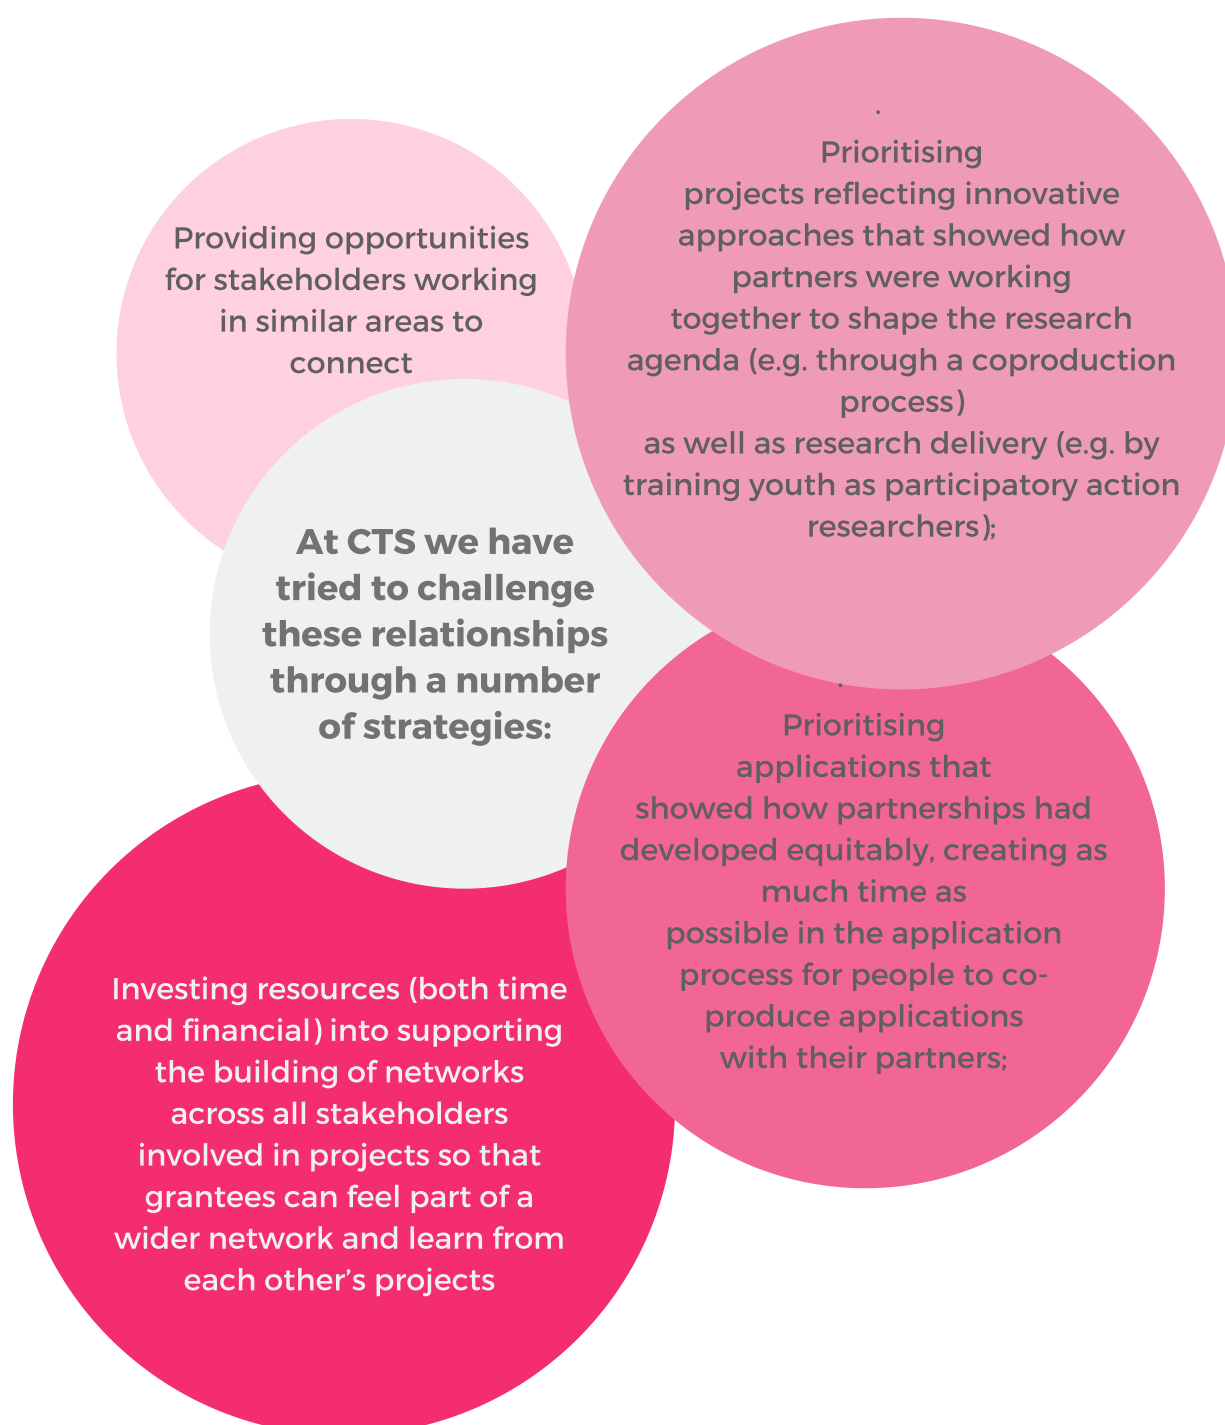 Providing opportunities
for stakeholders working
in similar areas to
connect
.
Prioritising
projects reflecting innovative
approaches that showed how
partners were working
together to shape the research
agenda (e.g. through a coproduction
process)
as well as research delivery (e.g. by
training youth as participatory action
researchers);
At CTS we have
tried to challenge
these relationships
through a number
of strategies:
.
Prioritising
applications that
showed how partnerships had
developed equitably, creating as
much time as
possible in the application
process for people to co-
produce applications
with their partners;
Investing resources (both time
and financial) into supporting
the building of networks
across all stakeholders
involved in projects so that
grantees can feel part of a
wider network and learn from
each other’s projects